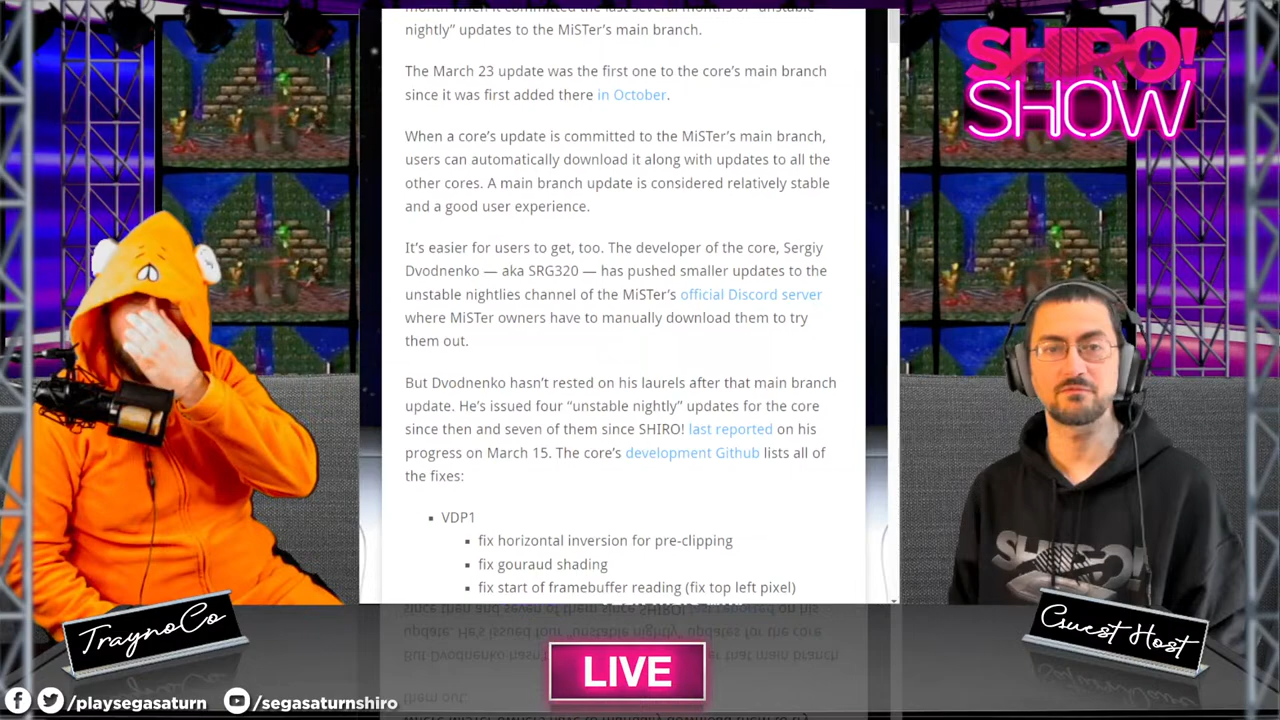 month when it committed the last several months of "unstable
nightly" updates to the MiSTer's main branch.
The March 23 update was the first one to the core's main branch
since it was first added there in October.
When a core's update is committed to the MiSTer's main branch,
users can automatically download it along with updates to all the
other cores. A main branch update is considered relatively stable
and a good user experience.
It's easier for users to get, too. The developer of the core, Sergiy
Dvodnenko — aka SRG320 — has pushed smaller updates to the
unstable nightlies channel of the MiSTer's official Discord server
where MiSTer owners have to manually download them to try
them out.
But Dvodnenko hasn't rested on his laurels after that main branch
update. He's issued four "unstable nightly" updates for the core
since then and seven of them since SHIRO! last reported on his
progress on March 15. The core's development Github lists all of
the fixes:
▪ VDP1
▪ fix horizontal inversion for pre-clipping
▪ fix gouraud shading
▪ fix start of framebuffer reading (fix top left pixel)
SHIRO!
SHOW
SHIRO!
TraynoCo
Guest Host
LIVE
/playsegasaturn
/segasaturnshiro